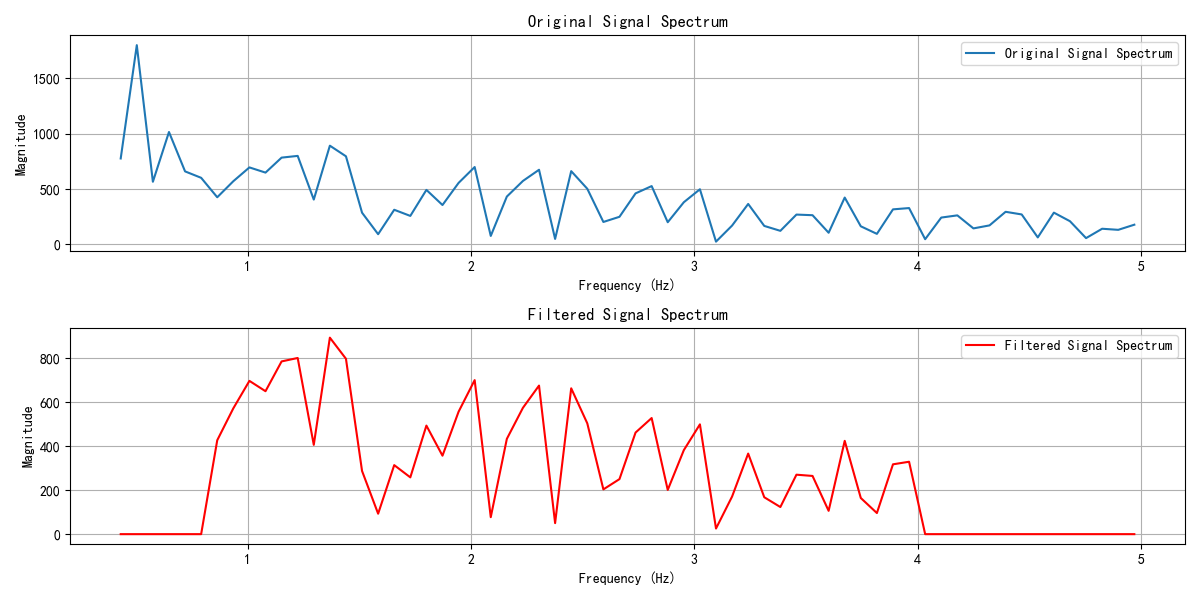 Original Signal Spectrum
Original Signal Spectrum
Magnitude
1500
1000
500
0
1 2 3 4 5
Frequency (Hz)
Filtered Signal Spectrum
Filtered Signal Spectrum
Magnitude
800
600
400
200
0
1 2 3 4 5
Frequency (Hz)